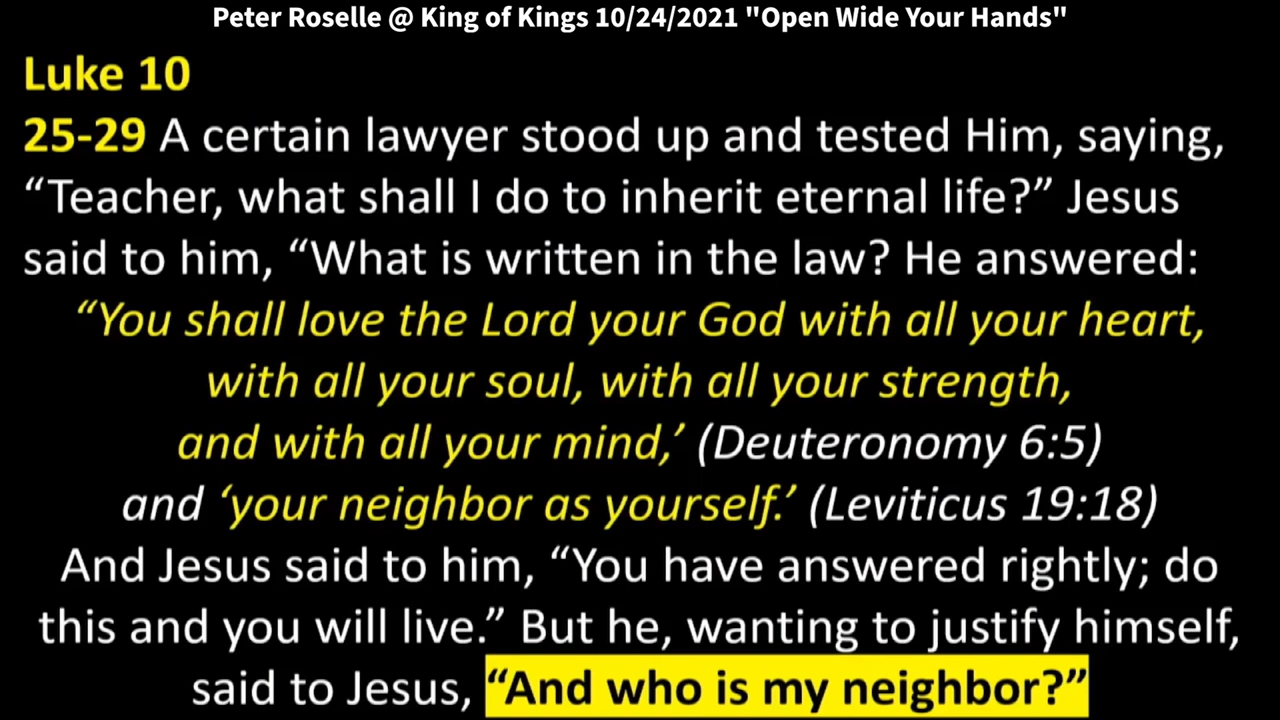 Peter Roselle @ King of Kings 10/24/2021 "Open Wide Your Hands"
Luke 10
25-29 A certain lawyer stood up and tested Him, saying,
“Teacher, what shall I do to inherit eternal life?” Jesus
said to him, “What is written in the law? He answered:
“You shall love the Lord your God with all your heart,
with all your soul, with all your strength,
and with all your mind,’ (Deuteronomy 6:5)
and ‘your neighbor as yourself.’ (Leviticus 19:18)
And Jesus said to him, “You have answered rightly; do
this and you will live.” But he, wanting to justify himself,
said to Jesus, “And who is my neighbor?”